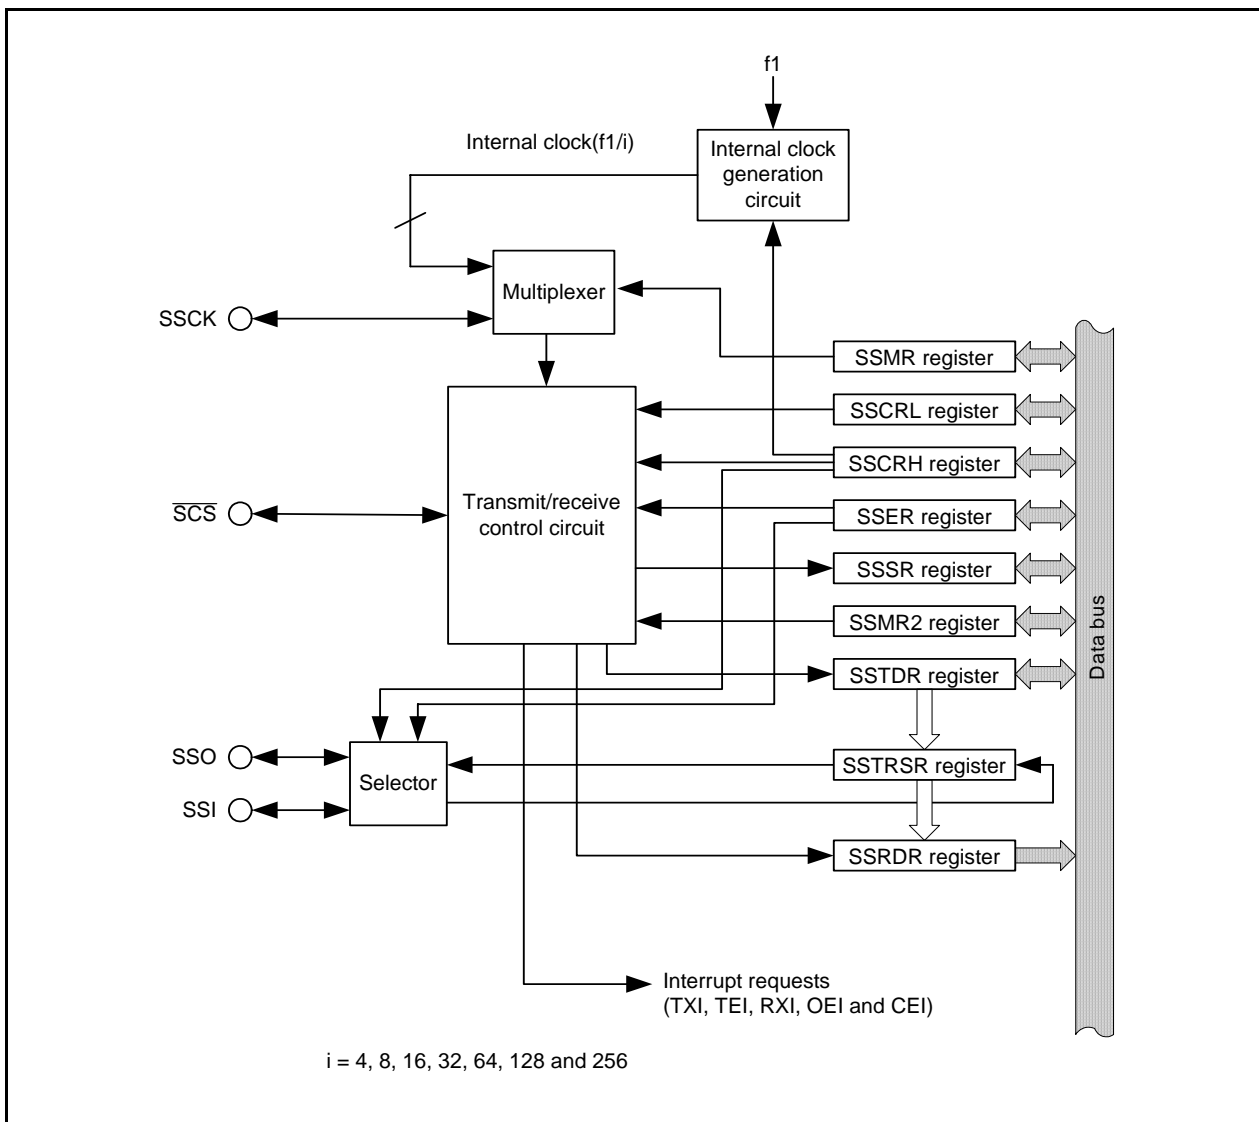 f1
Internal clock(f1/i)
Internal clock
generation
circuit
Multiplexer
SSCK
SSMR register
SSCRL register
SSCRH register
SCS
Transmit/receive
control circuit
SSER register
SSSR register
SSMR2 register
Data bus
SSTDR register
SSO
SSTRSR register
Selector
SSI
SSRDR register
Interrupt requests
(TXI, TEI, RXI, OEI and CEI)
i = 4, 8, 16, 32, 64, 128 and 256